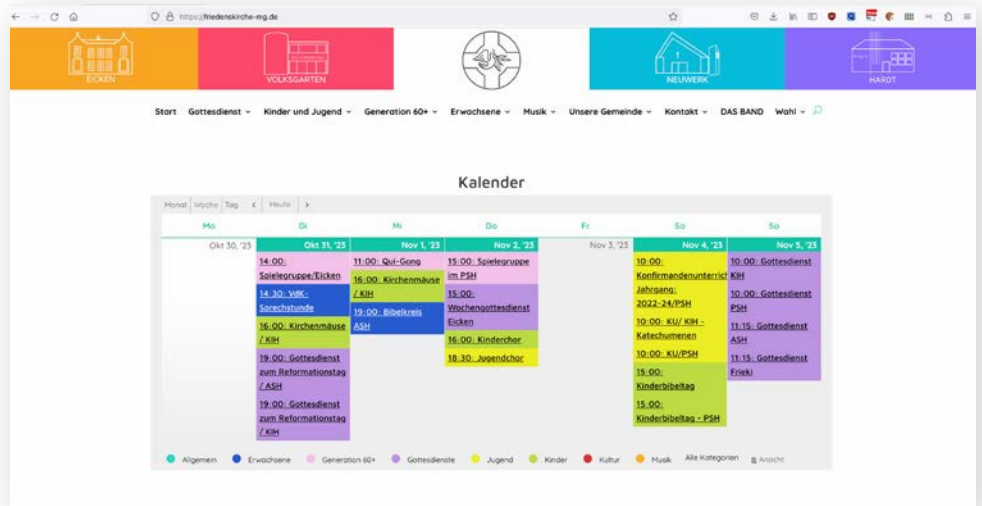 https://friedenskirche-mg.de
EICKEN
VOLKSGARTEN
NEUWERK
HARDT
Start Gottesdienst Kinder und Jugend Generation 60+ Erwachsene Musik Unsere Gemeinde Kontakt DAS BAND Wahl
Kalender
Monat Woche Tag < Heute >
Mo Di Mi Do Fr Sa So
Okt 30, '23 Okt 31, '23 Nov 1, '23 Nov 2, '23 Nov 3, '23 Nov 4, '23 Nov 5, '23
14:00:
Spielegruppe/Eicken
14:30: VdK-
Sprechstunde
16:00: Kirchenmäuse
/ KIH
19:00: Gottesdienst
zum Reformationstag
/ ASH
19:00: Gottesdienst
zum Reformationstag
/ KIH
11:00: Qui-Gong
16:00: Kirchenmäuse
/ KIH
19:00: Bibelkreis
ASH
15:00: Spielegruppe
im PSH
15:00:
Wochengottesdienst
Eicken
16:00: Kinderchor
18:30: Jugendchor
10:00:
Konfirmandenunterrich
Jahrgang:
2022-24/PSH
10:00: KU/ KIH -
Katechumenen
10:00: KU/PSH
15:00:
Kinderbibeltag
15:00:
Kinderbibeltag - PSH
10:00: Gottesdienst
KIH
10:00: Gottesdienst
PSH
11:15: Gottesdienst
ASH
11:15: Gottesdienst
Frieki
Allgemein Erwachsene Generation 60+ Gottesdienste Jugend Kinder Kultur Musik Alle Kategorien Ansicht